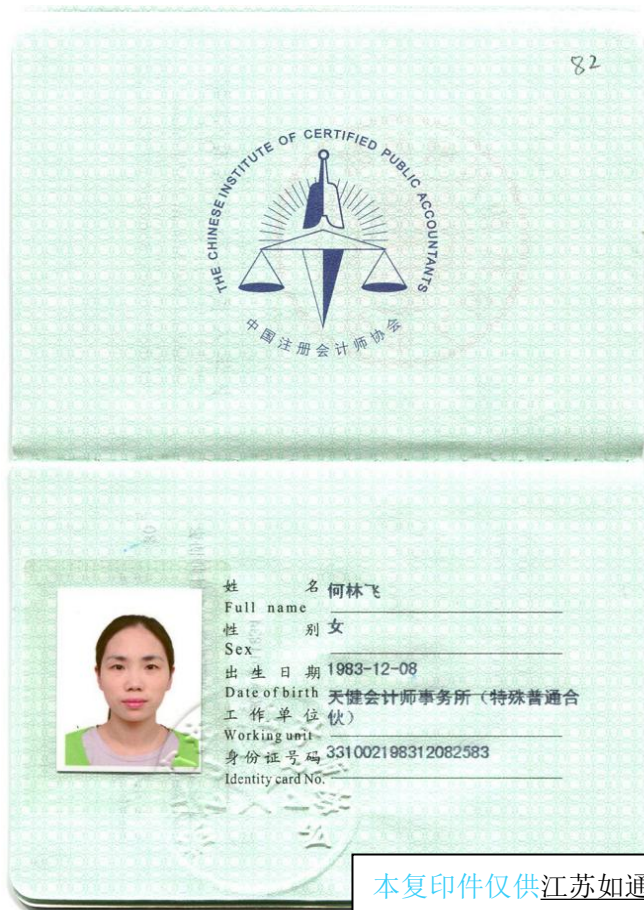 82
THE CHINESE INSTITUTE OF CERTIFIED PUBLIC ACCOUNTANTS
中国注册会计师协会
姓 名 何林飞
Full name
性 别 女
Sex
出生日期 1983-12-08
Date of birth
工作单位 天健会计师事务所（特殊普通合
伙）
Working unit
身份证号码 331002198312082583
Identity card No.
本复印件仅供江苏如通